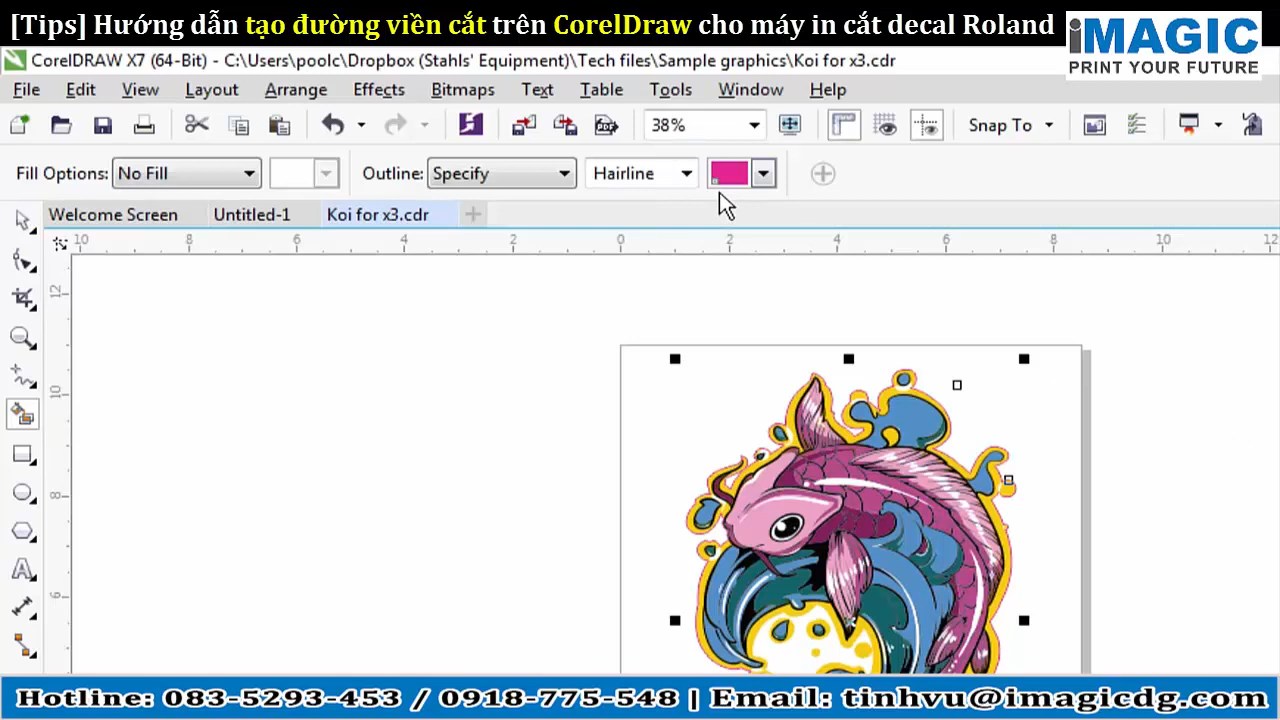 [Tips] Hướng dẫn tạo đường viền cắt trên CorelDraw cho máy in cắt decal Roland
iMAGIC
PRINT YOUR FUTURE
CorelDRAW X7 (64-Bit) - C:\Users\poolc\Dropbox (Stahls' Equipment)\Tech files\Sample graphics\Koi for x3.cdr
File Edit View Layout Arrange Effects Bitmaps Text Table Tools Window Help
PDF 38% Snap To
Fill Options: No Fill Outline: Specify Hairline
Welcome Screen Untitled-1 Koi for x3.cdr
10 8 6 4 2 0 2 4 6 8 10 12
12
10
8
6
Hotline: 083-5293-453 / 0918-775-548 | Email: tinhvu@imagicdg.com